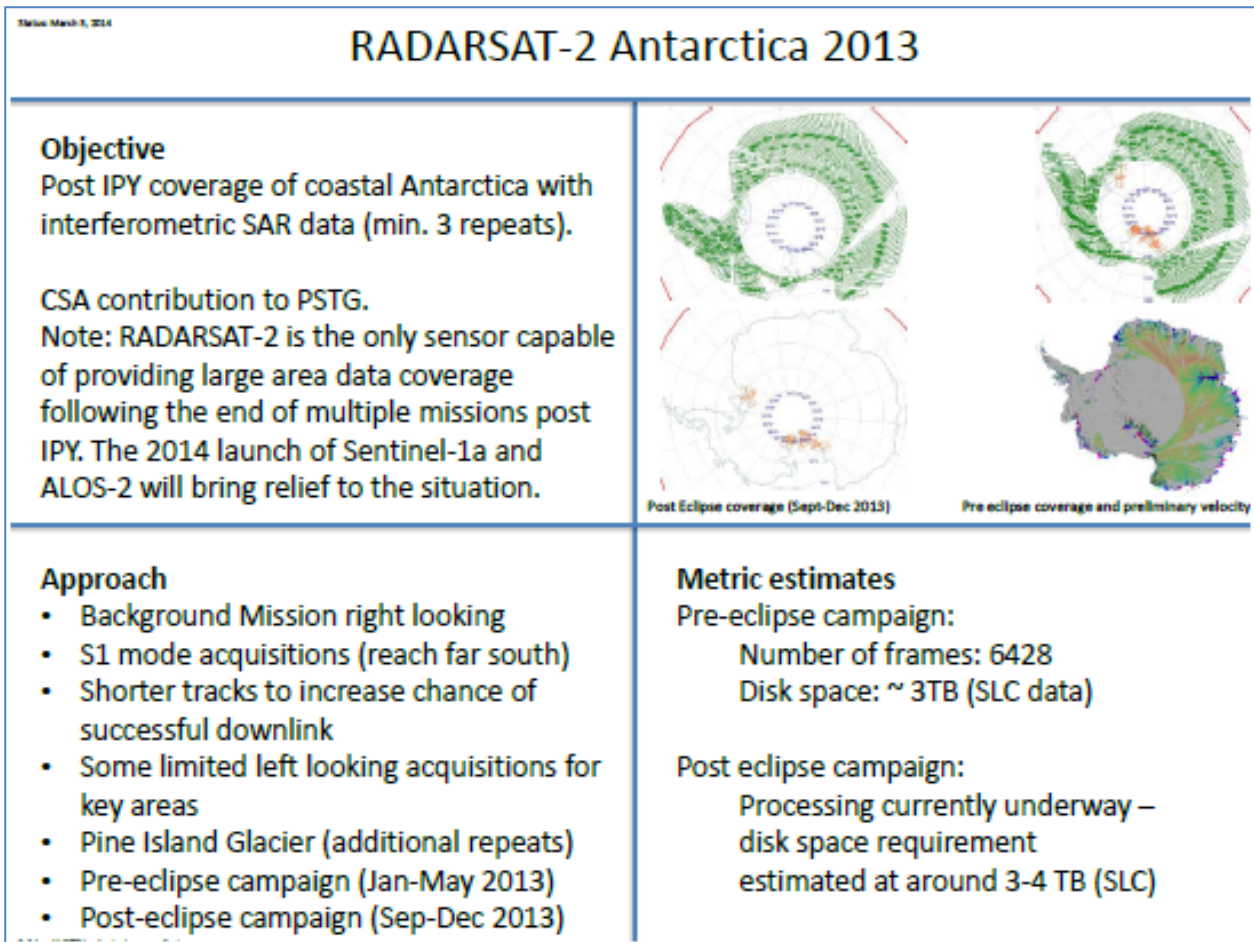 Status: March 5, 2014
RADARSAT-2 Antarctica 2013
Objective
Post IPY coverage of coastal Antarctica with
interferometric SAR data (min. 3 repeats).
CSA contribution to PSTG.
Note: RADARSAT-2 is the only sensor capable
of providing large area data coverage
following the end of multiple missions post
IPY. The 2014 launch of Sentinel-1a and
ALOS-2 will bring relief to the situation.
Post Eclipse coverage (Sept-Dec 2013)
Pre eclipse coverage and preliminary velocity
Approach
• Background Mission right looking
• S1 mode acquisitions (reach far south)
• Shorter tracks to increase chance of
successful downlink
• Some limited left looking acquisitions for
key areas
• Pine Island Glacier (additional repeats)
• Pre-eclipse campaign (Jan-May 2013)
• Post-eclipse campaign (Sep-Dec 2013)
Metric estimates
Pre-eclipse campaign:
Number of frames: 6428
Disk space: ~ 3TB (SLC data)
Post eclipse campaign:
Processing currently underway –
disk space requirement
estimated at around 3-4 TB (SLC)